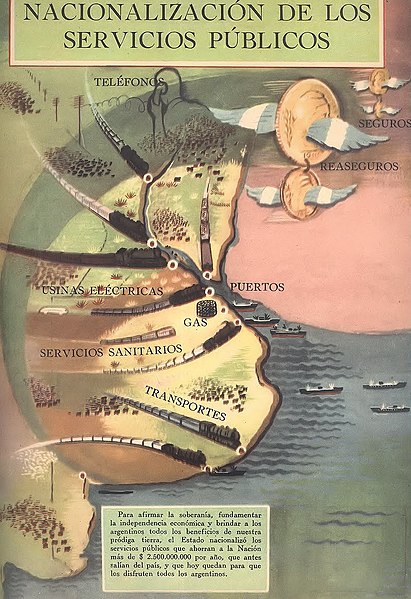 NACIONALIZACIÓN DE LOS
SERVICIOS PÚBLICOS
TELÉFONOS
SEGUROS
REASEGUROS
USINAS ELÉCTRICAS
PUERTOS
GAS
SERVICIOS SANITARIOS
TRANSPORTES
Para afirmar la soberanía, fundamentar
la independencia económica y brindar a los
argentinos todos los beneficios de nuestra
pródiga tierra, el Estado nacionalizó los
servicios públicos que ahorran a la Nación
más de $ 2.500.000.000 por año, que antes
salían del país, y que hoy quedan para que
los disfruten todos los argentinos.